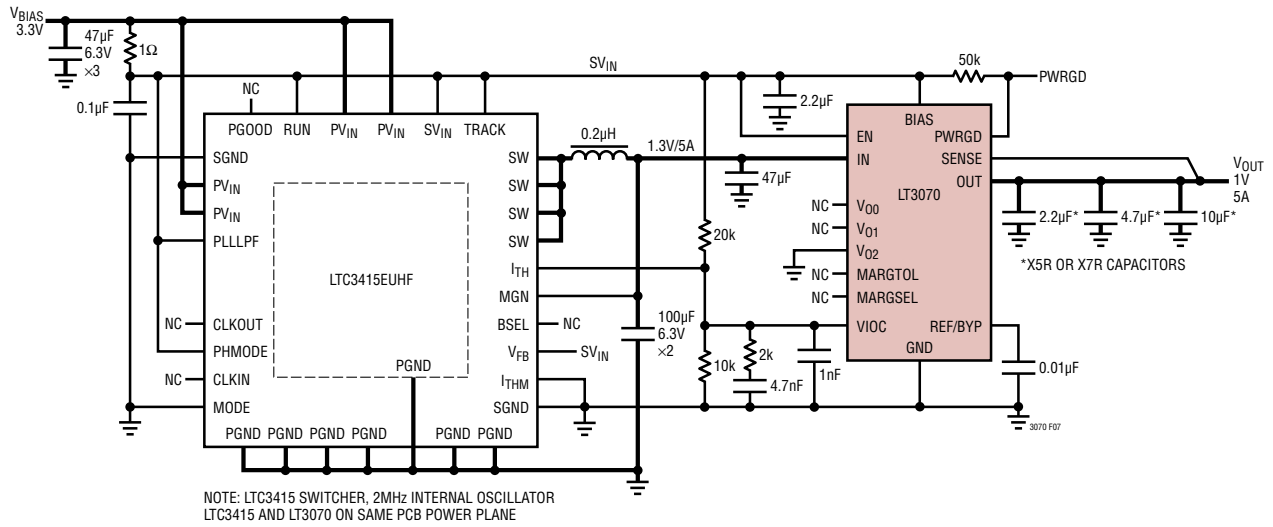 VBIAS
3.3V
47µF
6.3V
×3
1Ω
0.1µF
SVIN
50k
PWRGD
NC
PGOOD RUN PVIN PVIN SVIN TRACK
SGND
PVIN
PVIN
PLLLPF
NC CLKOUT
PHMODE
NC CLKIN
MODE
LTC3415EUHF
PGND
PGND PGND PGND PGND PGND PGND
SW
SW
SW
SW
ITH
MGN
BSEL NC
VFB SVIN
ITHM
SGND
0.2µH
1.3V/5A
2.2µF
47µF
20k
100µF
6.3V
×2
10k
2k
4.7nF
1nF
BIAS
EN
IN
NC VO0
NC VO1
VO2
NC MARGTOL
NC MARGSEL
VIOC
LT3070
PWRGD
SENSE
OUT
REF/BYP
GND
0.01µF
VOUT
1V
5A
2.2µF*
4.7µF*
10µF*
*X5R OR X7R CAPACITORS
3070 F07
NOTE: LTC3415 SWITCHER, 2MHz INTERNAL OSCILLATOR
LTC3415 AND LT3070 ON SAME PCB POWER PLANE